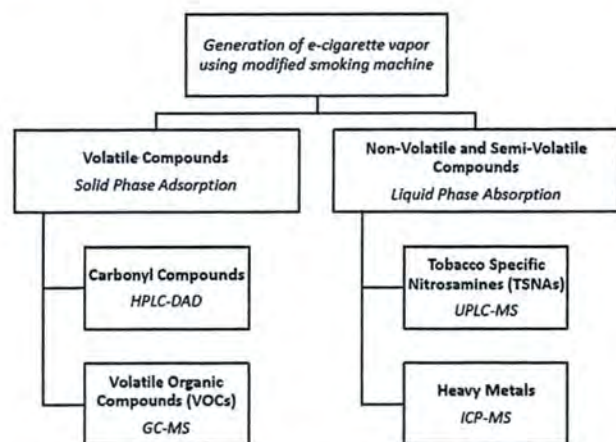 Generation of e-cigarette vapor
using modified smoking machine
Volatile Compounds
Solid Phase Adsorption
Non-Volatile and Semi-Volatile
Compounds
Liquid Phase Absorption
Carbonyl Compounds
HPLC-DAD
Tobacco Specific
Nitrosamines (TSNAs)
UPLC-MS
Volatile Organic
Compounds (VOCs)
GC-MS
Heavy Metals
ICP-MS